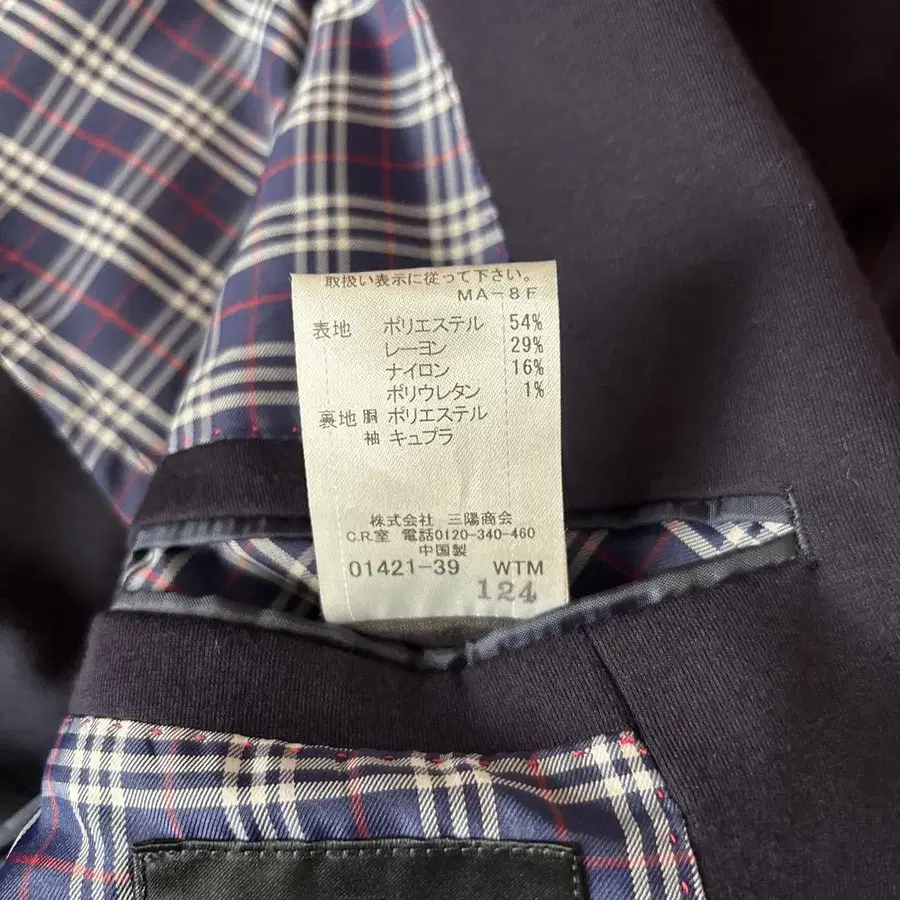 取扱い表示に従って下さい。
MA-8F
表地 ポリエステル 54%
レーヨン 29%
ナイロン 16%
ポリウレタン 1%
裏地 胴 ポリエステル
袖 キュプラ
株式会社 三陽商会
C.R.室 電話0120-340-460
中国製
01421-39 WTM
124